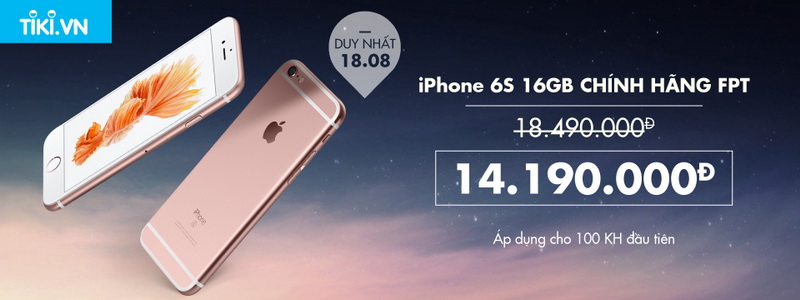 TIKI.VN
DUY NHẤT
18.08
iPhone 6S 16GB CHÍNH HÃNG FPT
18.490.000Đ
14.190.000Đ
Áp dụng cho 100 KH đầu tiên
iPhone